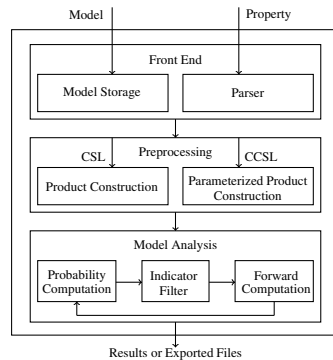 Model
Property
Front End
Model Storage
Parser
CSL
Preprocessing
CCSL
Product Construction
Parameterized Product
Construction
Model Analysis
Probability
Computation
Indicator
Filter
Forward
Computation
Results or Exported Files